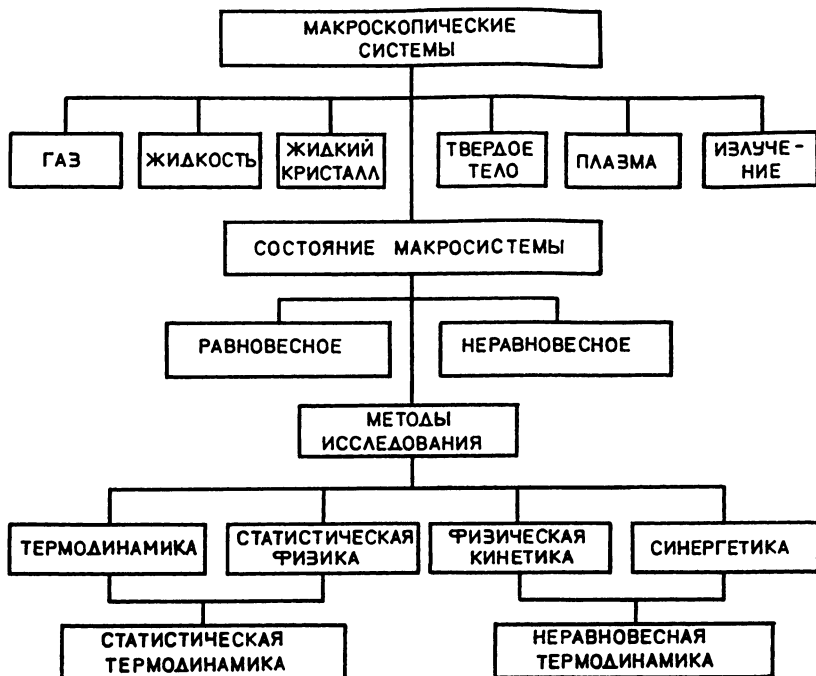 МАКРОСКОПИЧЕСКИЕ
СИСТЕМЫ
ГАЗ
ЖИДКОСТЬ
ЖИДКИЙ
КРИСТАЛЛ
ТВЕРДОЕ
ТЕЛО
ПЛАЗМА
ИЗЛУЧЕ-
НИЕ
СОСТОЯНИЕ МАКРОСИСТЕМЫ
РАВНОВЕСНОЕ
НЕРАВНОВЕСНОЕ
МЕТОДЫ
ИССЛЕДОВАНИЯ
ТЕРМОДИНАМИКА
СТАТИСТИЧЕСКАЯ
ФИЗИКА
ФИЗИЧЕСКАЯ
КИНЕТИКА
СИНЕРГЕТИКА
СТАТИСТИЧЕСКАЯ
ТЕРМОДИНАМИКА
НЕРАВНОВЕСНАЯ
ТЕРМОДИНАМИКА